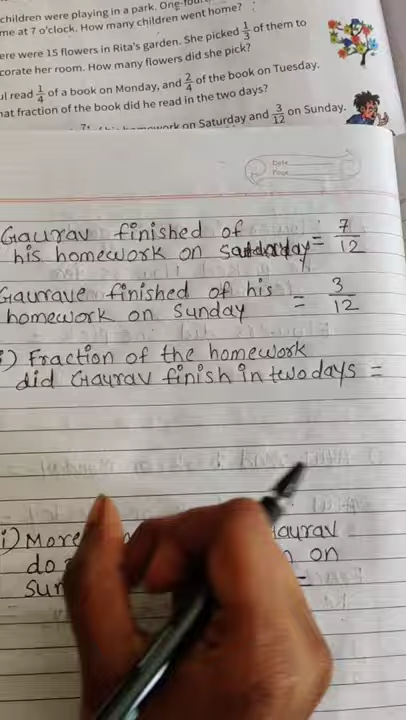 children were playing in a park. One-four
me at 7 o'clock. How many children went home?
ere were 15 flowers in Rita's garden. She picked 1/3 of them to
corate her room. How many flowers did she pick?
ul read 1/4 of a book on Monday, and 2/4 of the book on Tuesday.
hat fraction of the book did he read in the two days?
homework on Saturday and 3/12 on Sunday.
Date
Page
Gaurav finished of
his homework on Saturday = 7/12
Gaurave finished of his
homework on Sunday = 3/12
i) Fraction of the homework
did Gaurav finish in two days =
i) More Gaurav
do on
Sun =